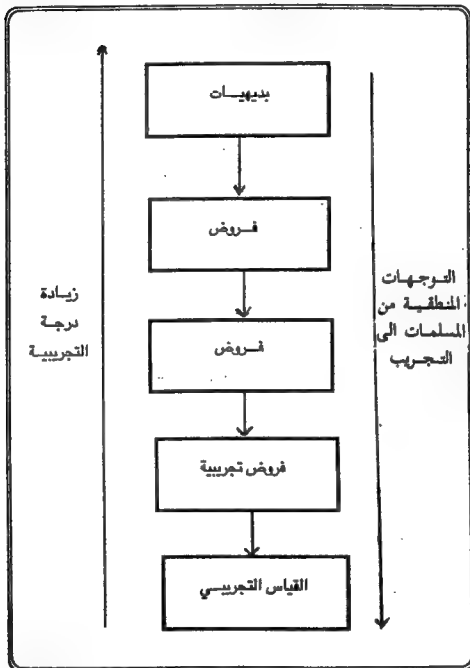 بديهيات
فروض
فروض
فروض تجريبية
القياس التجريبي
التوجهات
المنطقية من
المسلمات الى
التجريب
زيادة
درجة
التجريبية